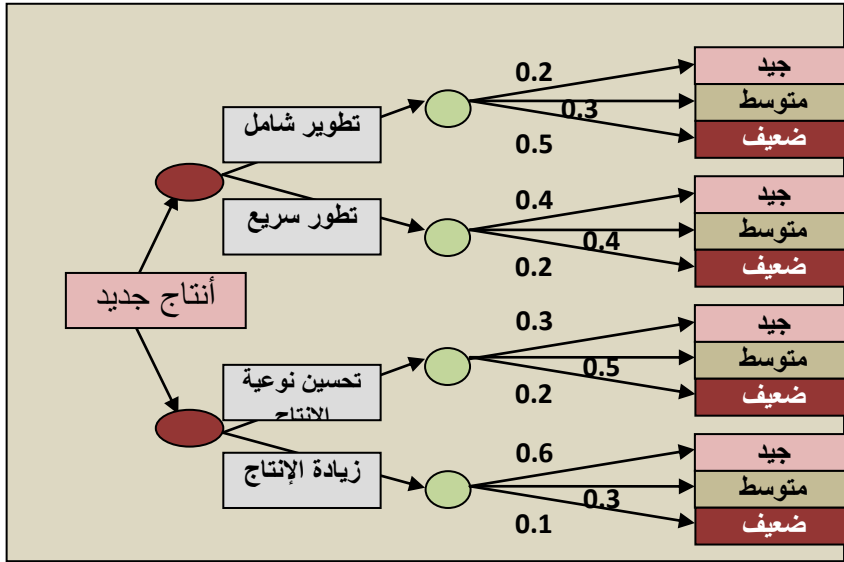 أنتاج جديد
تطوير شامل
0.2
جيد
0.3
متوسط
0.5
ضعيف
تطور سريع
0.4
جيد
0.4
متوسط
0.2
ضعيف
تحسين نوعية
الانتاج
0.3
جيد
0.5
متوسط
0.2
ضعيف
زيادة الإنتاج
0.6
جيد
0.3
متوسط
0.1
ضعيف